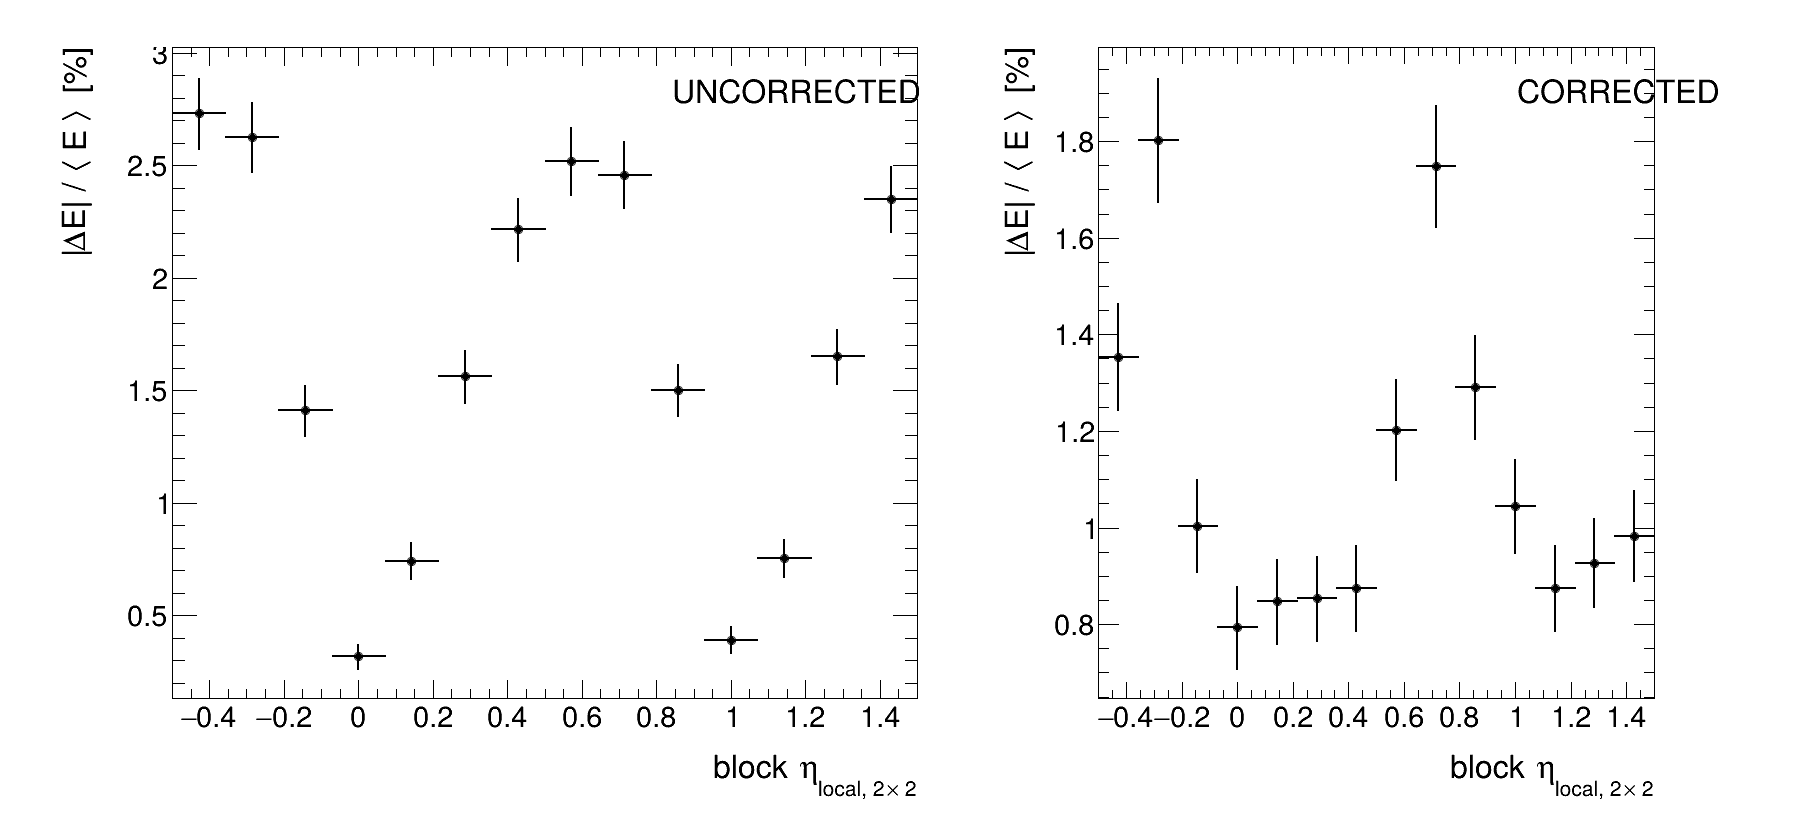 UNCORRECTED
|ΔE| / ⟨ E ⟩ [%]
3
2.5
2
1.5
1
0.5
−0.4 −0.2 0 0.2 0.4 0.6 0.8 1 1.2 1.4
block η local, 2× 2
CORRECTED
|ΔE| / ⟨ E ⟩ [%]
1.8
1.6
1.4
1.2
1
0.8
−0.4 −0.2 0 0.2 0.4 0.6 0.8 1 1.2 1.4
block η local, 2× 2